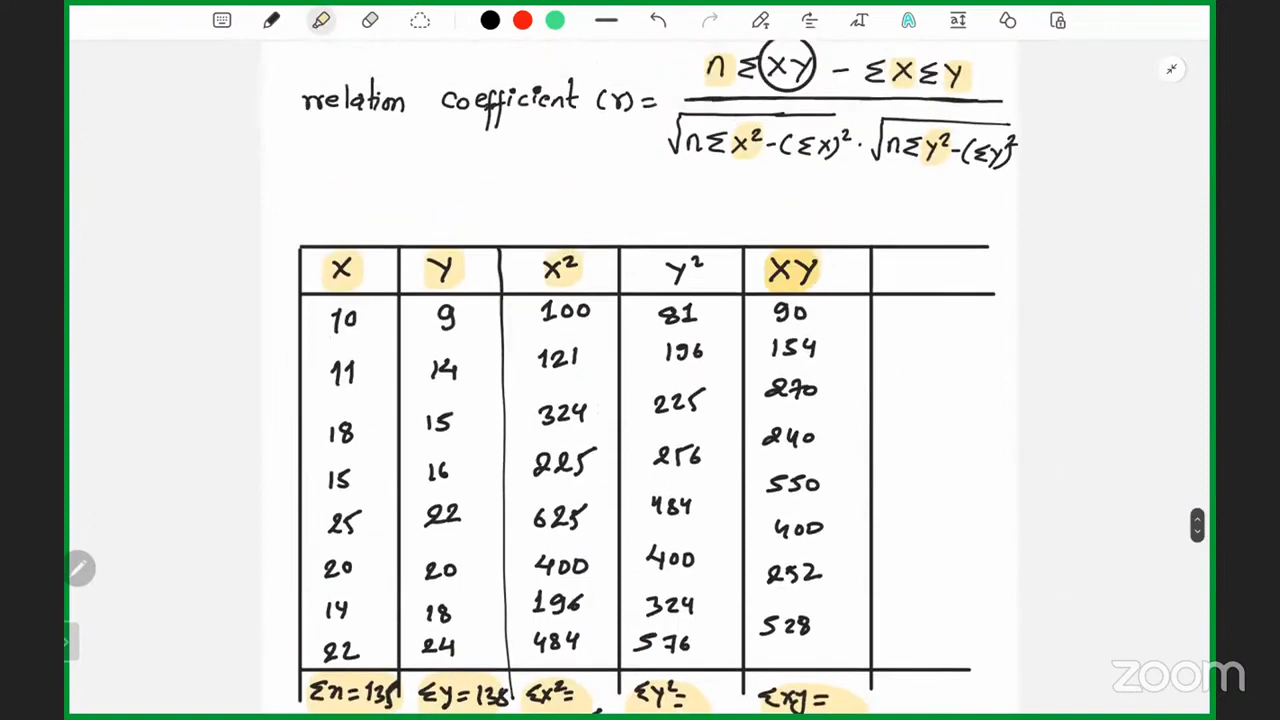 n Σ(XY) - ΣXΣY
rrelation coefficient (r) =
√nΣx²-(Σx)² · √nΣy²-(Σy)²
X Y X² Y² XY
10 9 100 81 90
11 14 121 196 154
18 15 324 225 270
15 16 225 256 240
25 22 625 484 550
20 20 400 400 400
14 18 196 324 252
22 24 484 576 528
Σx=135 Σy=138 Σx²= Σy²= Σxy=
zoom